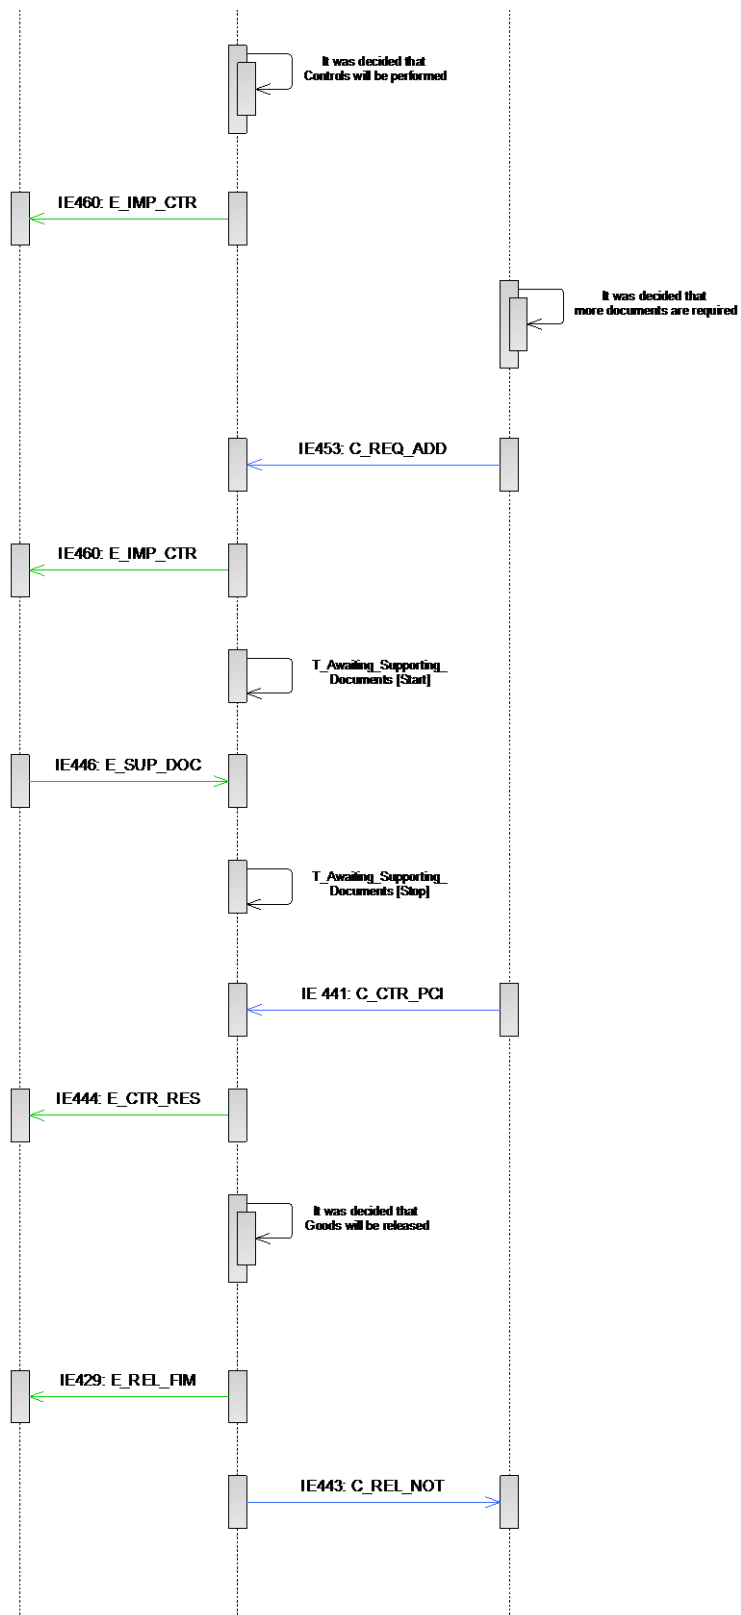 It was decided that
Controls will be performed
IE460: E_IMP_CTR
It was decided that
more documents are required
IE453: C_REQ_ADD
IE460: E_IMP_CTR
T_Awaiting_Supporting_
Documents [Start]
IE446: E_SUP_DOC
T_Awaiting_Supporting_
Documents [Stop]
IE 441: C_CTR_PCI
IE444: E_CTR_RES
It was decided that
Goods will be released
IE429: E_REL_FIM
IE443: C_REL_NOT